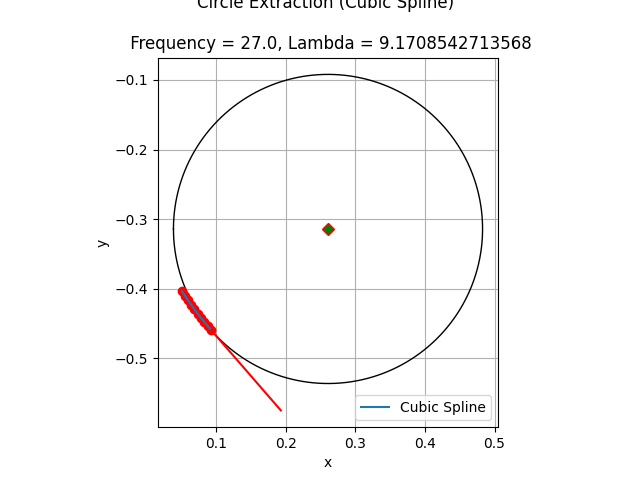 Circle Extraction (Cubic Spline)
Frequency = 27.0, Lambda = 9.1708542713568
−0.1
−0.2
−0.3
−0.4
−0.5
y
0.1 0.2 0.3 0.4 0.5
x
Cubic Spline